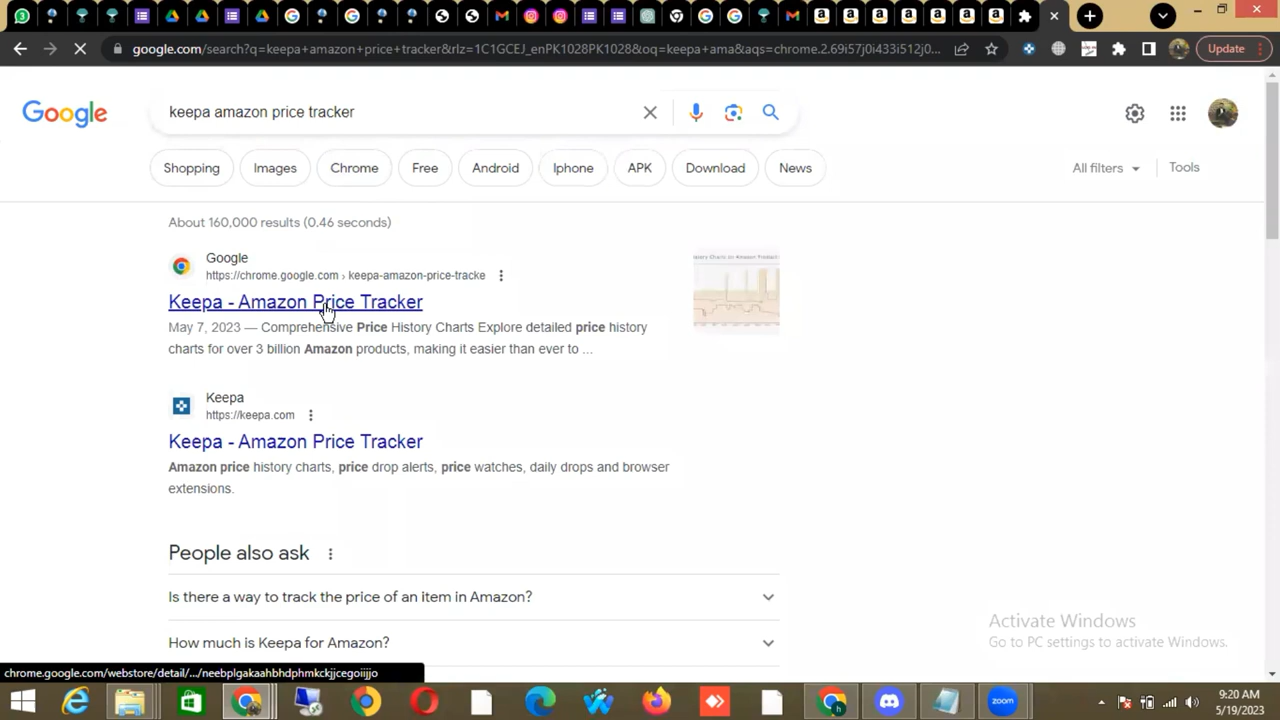 google.com/search?q=keepa+amazon+price+tracker&rlz=1C1GCEJ_enPK1028PK1028&oq=keepa+ama&aqs=chrome.2.69i57j0i433i512j0...
Update
Google
keepa amazon price tracker
Shopping
Images
Chrome
Free
Android
Iphone
APK
Download
News
All filters
Tools
About 160,000 results (0.46 seconds)
Google
https://chrome.google.com › keepa-amazon-price-tracke
Keepa - Amazon Price Tracker
May 7, 2023 — Comprehensive Price History Charts Explore detailed price history
charts for over 3 billion Amazon products, making it easier than ever to ...
Keepa
https://keepa.com
Keepa - Amazon Price Tracker
Amazon price history charts, price drop alerts, price watches, daily drops and browser
extensions.
People also ask
Is there a way to track the price of an item in Amazon?
How much is Keepa for Amazon?
Activate Windows
Go to PC settings to activate Windows.
chrome.google.com/webstore/detail/.../neebplgakaahbhdphmkckjjcegoiijjo
zoom
9:20 AM
5/19/2023